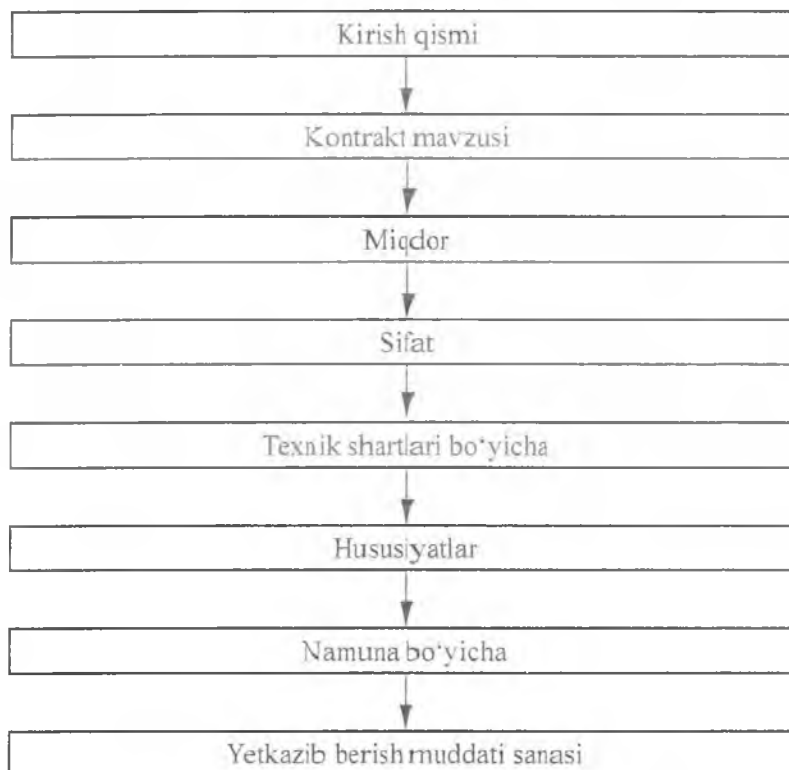 Kirish qismi
Kontrakt mavzusi
Miqdor
Sifat
Texnik shartlari bo‘yicha
Hususiyatlar
Namuna bo‘yicha
Yetkazib berish muddati sanasi